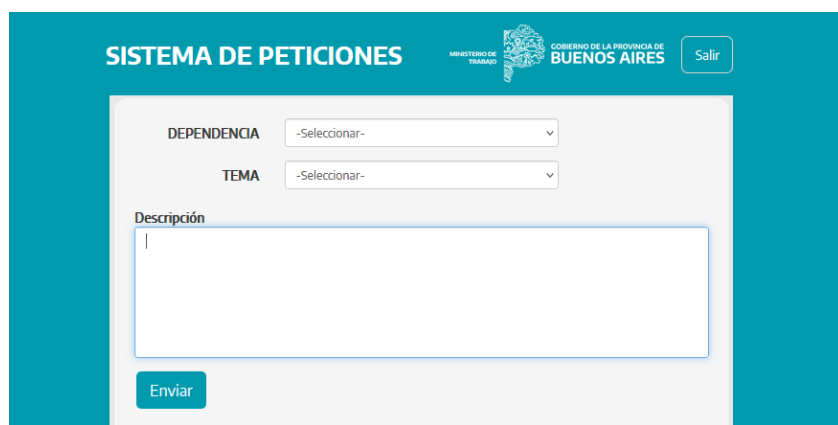 SISTEMA DE PETICIONES
MINISTERIO DE
TRABAJO
GOBIERNO DE LA PROVINCIA DE
BUENOS AIRES
Salir
DEPENDENCIA -Seleccionar-
TEMA -Seleccionar-
Descripción
Enviar